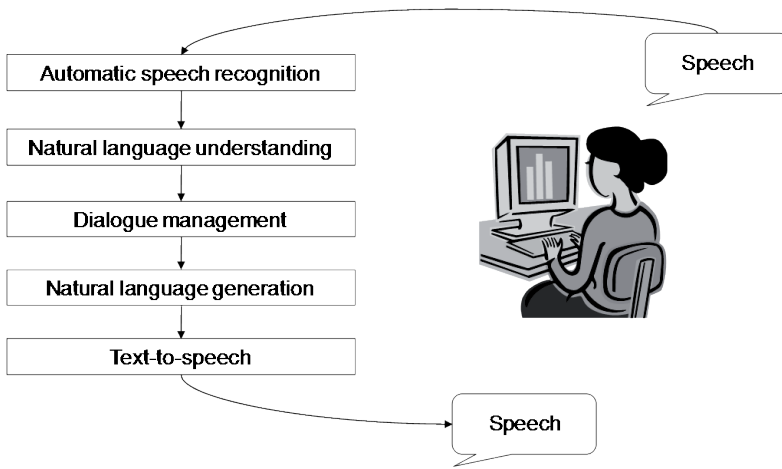 Speech
Automatic speech recognition
Natural language understanding
Dialogue management
Natural language generation
Text-to-speech
Speech